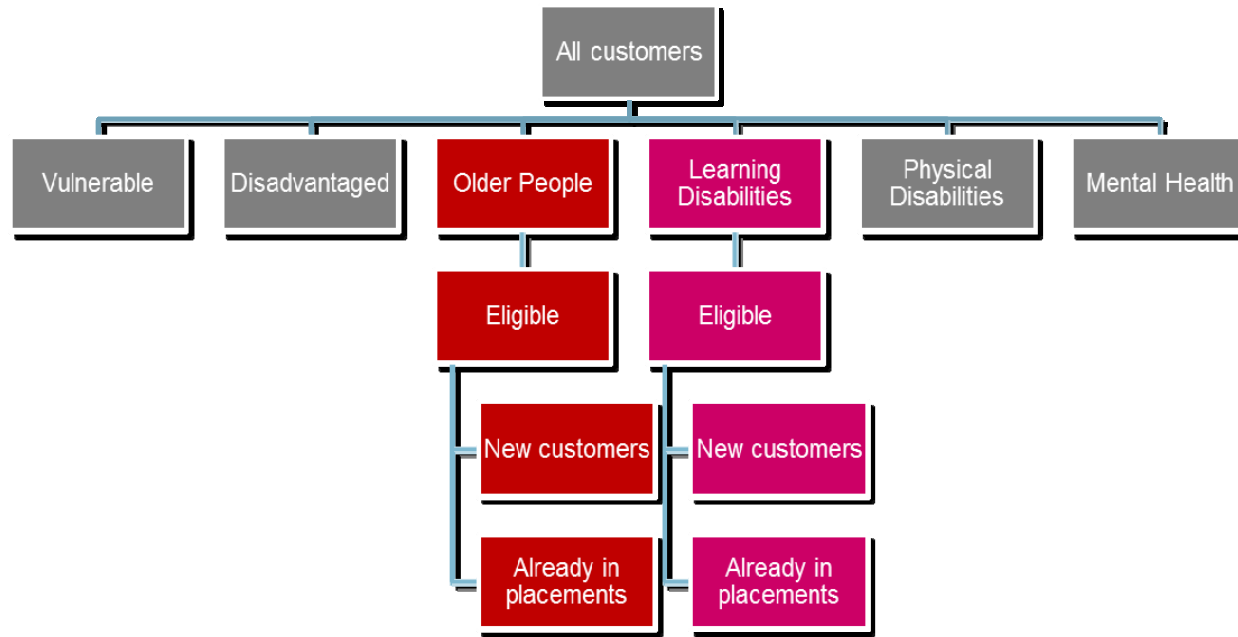 All customers
Vulnerable
Disadvantaged
Older People
Learning
Disabilities
Physical
Disabilities
Mental Health
Eligible
Eligible
New customers
New customers
Already in
placements
Already in
placements